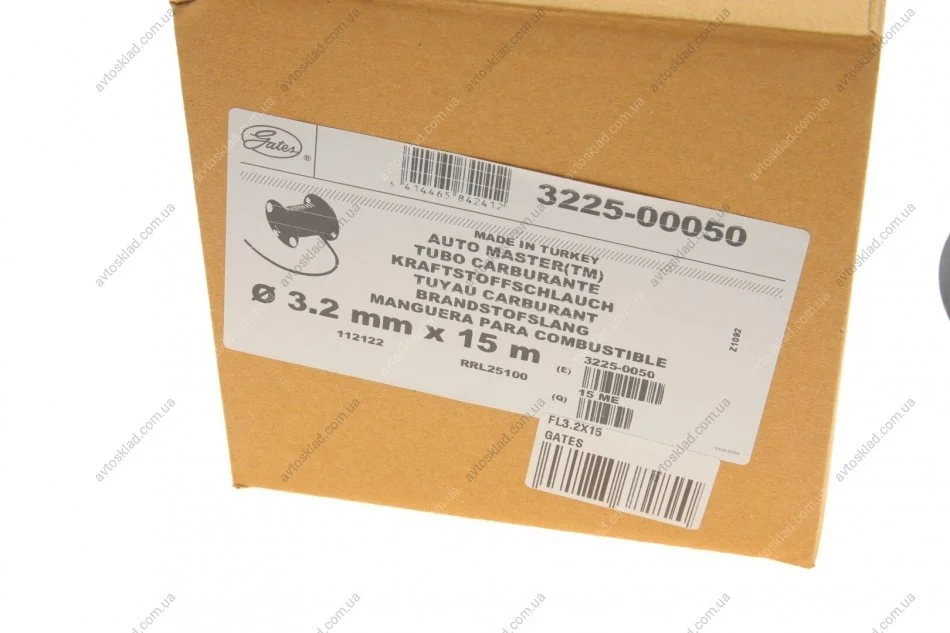 Gates ®
5 414465 842412
3225-00050
MADE IN TURKEY
AUTO MASTER(TM)
TUBO CARBURANTE
KRAFTSTOFFSCHLAUCH
TUYAU CARBURANT
BRANDSTOFSLANG
MANGUERA PARA COMBUSTIBLE
Ø 3.2 mm x 15 m
112122
RRL25100
(E) 3225-0050
(Q) 15 ME
Z1092
FL3.2X15
GATES
avtosklad.com.ua